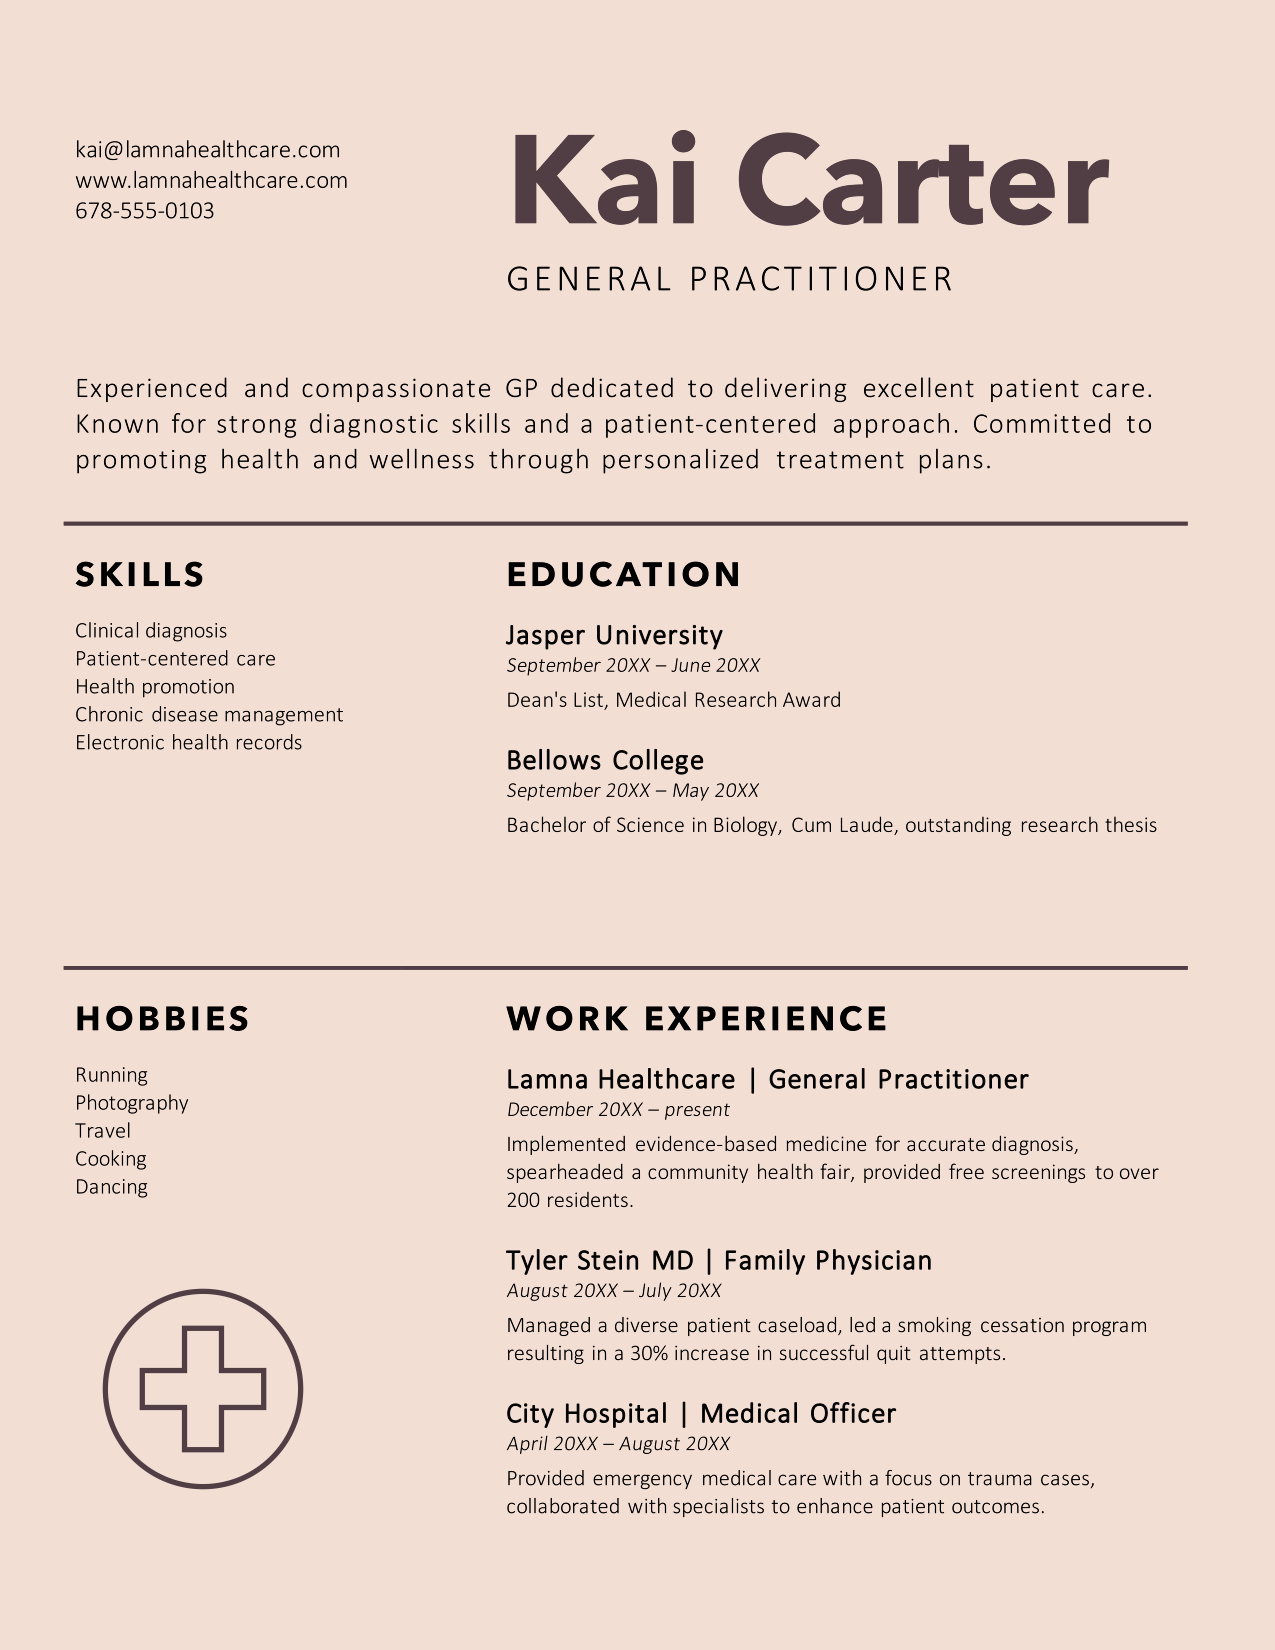 kai@lamnahealthcare.com
www.lamnahealthcare.com
678-555-0103
Kai Carter
GENERAL PRACTITIONER
Experienced and compassionate GP dedicated to delivering excellent patient care.
Known for strong diagnostic skills and a patient-centered approach. Committed to
promoting health and wellness through personalized treatment plans.
SKILLS
Clinical diagnosis
Patient-centered care
Health promotion
Chronic disease management
Electronic health records
EDUCATION
Jasper University
September 20XX – June 20XX
Dean's List, Medical Research Award
Bellows College
September 20XX – May 20XX
Bachelor of Science in Biology, Cum Laude, outstanding research thesis
HOBBIES
Running
Photography
Travel
Cooking
Dancing
WORK EXPERIENCE
Lamna Healthcare | General Practitioner
December 20XX – present
Implemented evidence-based medicine for accurate diagnosis,
spearheaded a community health fair, provided free screenings to over
200 residents.
Tyler Stein MD | Family Physician
August 20XX – July 20XX
Managed a diverse patient caseload, led a smoking cessation program
resulting in a 30% increase in successful quit attempts.
City Hospital | Medical Officer
April 20XX – August 20XX
Provided emergency medical care with a focus on trauma cases,
collaborated with specialists to enhance patient outcomes.